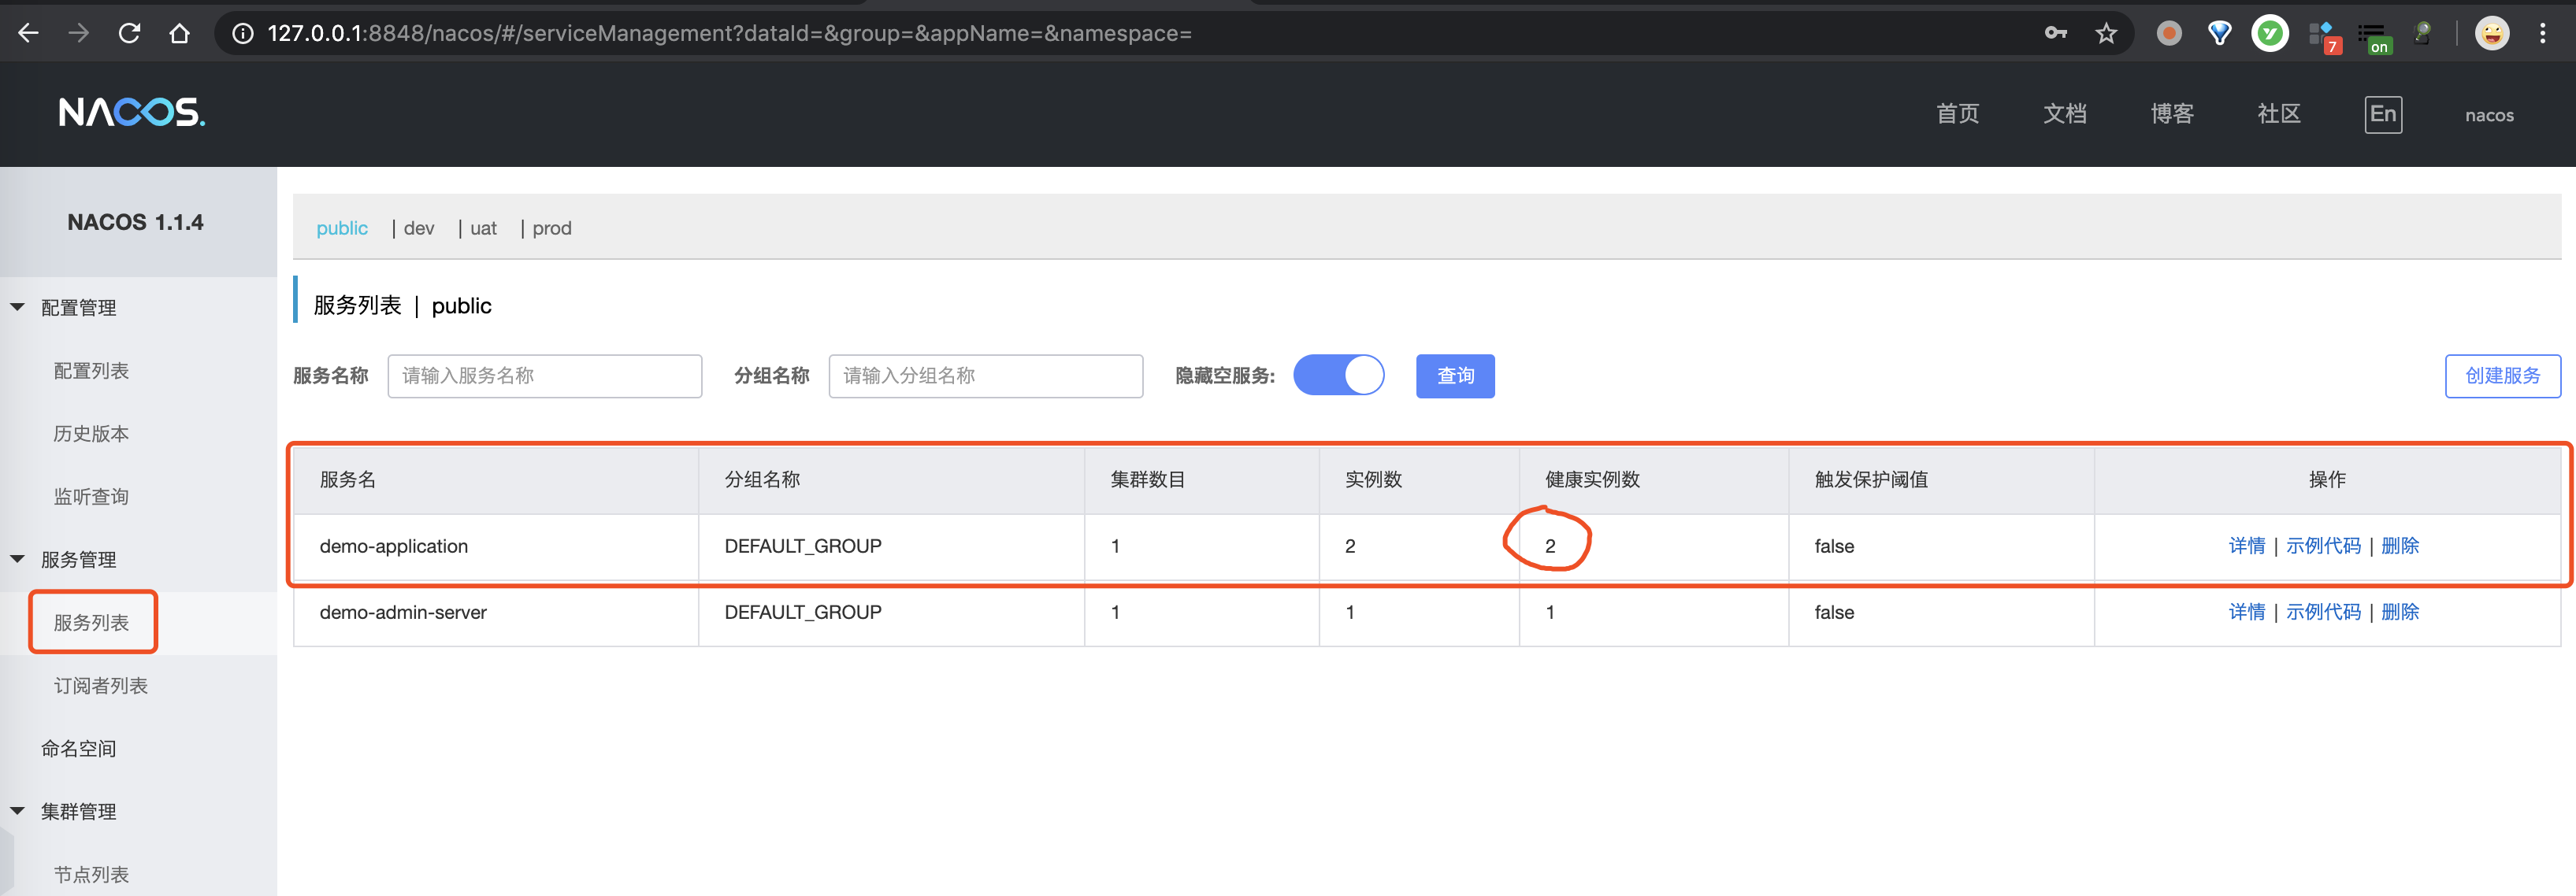 127.0.0.1:8848/nacos/#/serviceManagement?dataId=&group=&appName=&namespace=
7
on
NACOS.
首页 文档 博客 社区 En nacos
NACOS 1.1.4
配置管理
配置列表
历史版本
监听查询
服务管理
服务列表
订阅者列表
命名空间
集群管理
节点列表
public | dev | uat | prod
服务列表 | public
服务名称 请输入服务名称 分组名称 请输入分组名称 隐藏空服务: 查询 创建服务
服务名 分组名称 集群数目 实例数 健康实例数 触发保护阈值 操作
demo-application DEFAULT_GROUP 1 2 2 false 详情 | 示例代码 | 删除
demo-admin-server DEFAULT_GROUP 1 1 1 false 详情 | 示例代码 | 删除